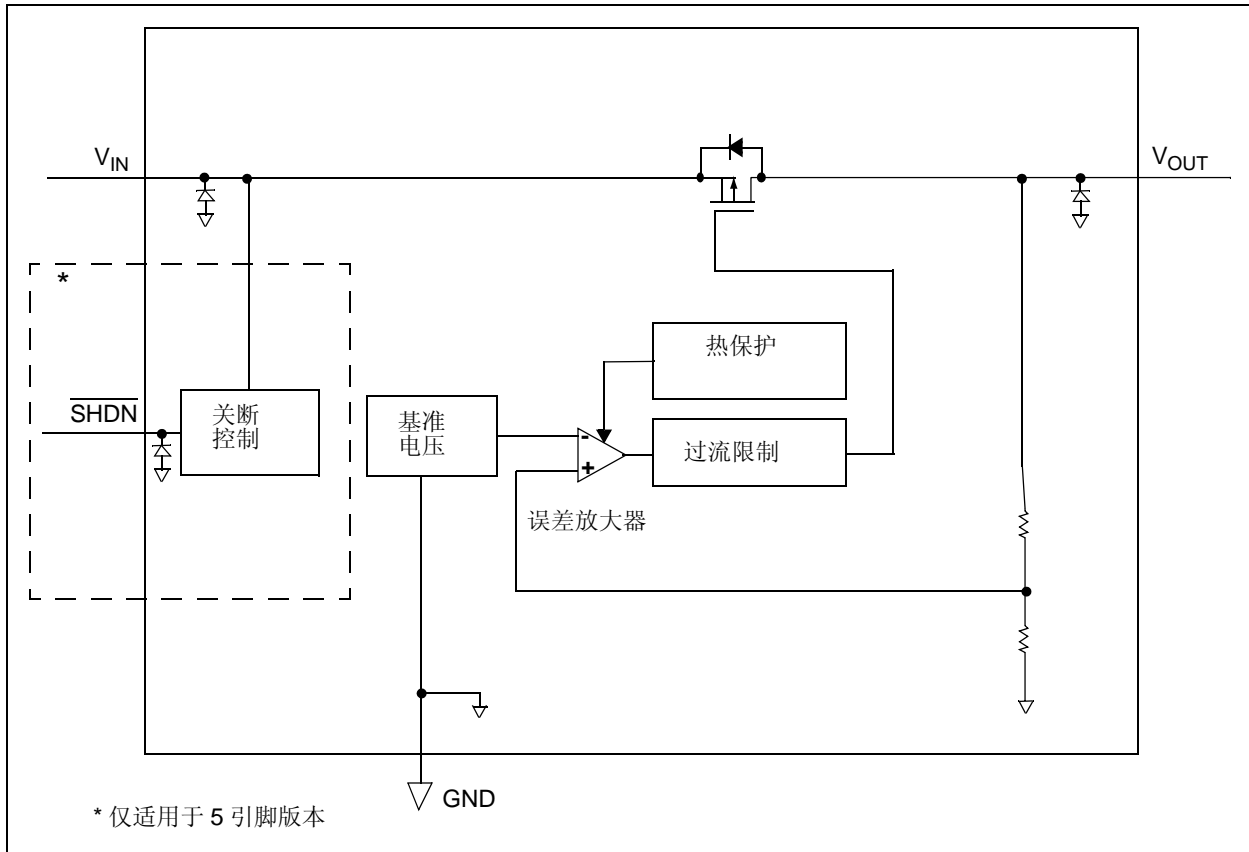 V_IN
V_OUT
*
热保护
SHDN
关断
控制
基准
电压
-
+
过流限制
误差放大器
GND
* 仅适用于 5 引脚版本